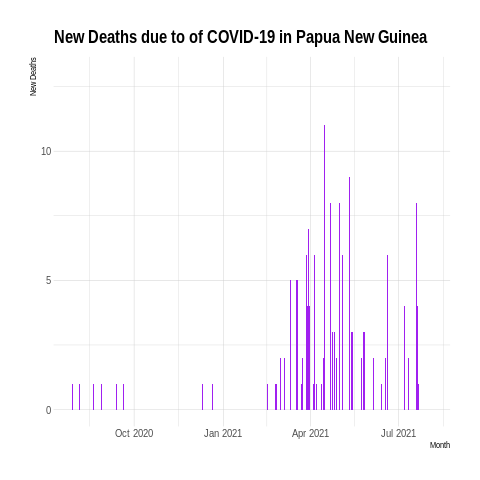 New Deaths due to of COVID-19 in Papua New Guinea
New Deaths
10
5
0
Oct 2020 Jan 2021 Apr 2021 Jul 2021
Month